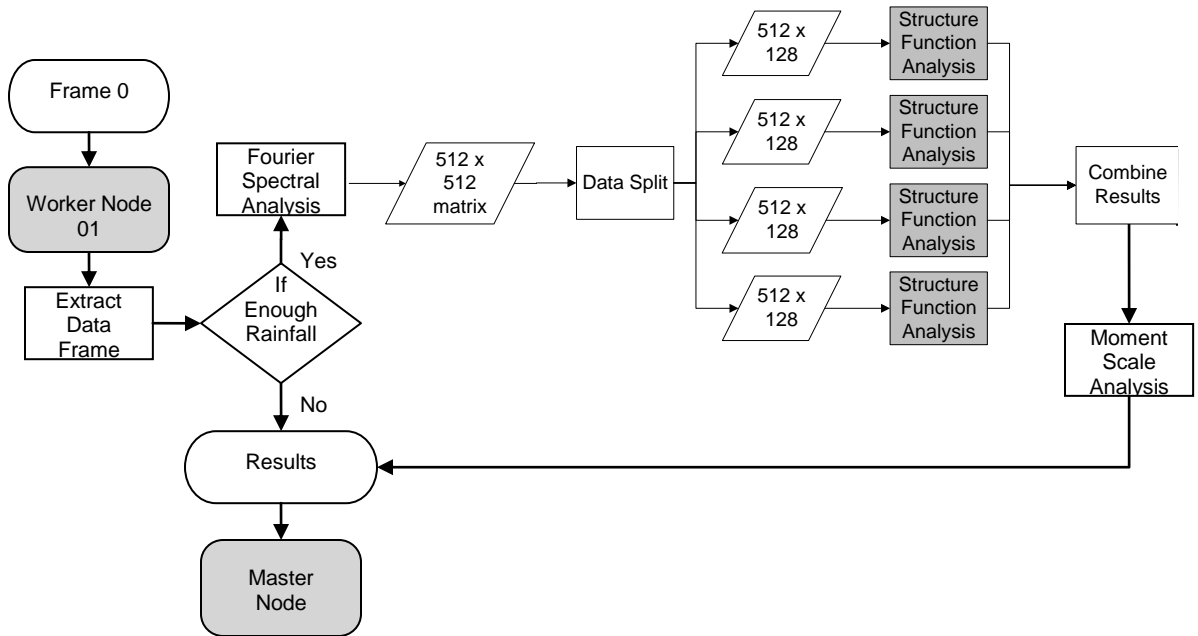 Frame 0
Worker Node
01
Extract
Data
Frame
If
Enough
Rainfall
Yes
No
Fourier
Spectral
Analysis
512 x
512
matrix
Data Split
512 x
128
Structure
Function
Analysis
512 x
128
Structure
Function
Analysis
512 x
128
Structure
Function
Analysis
512 x
128
Structure
Function
Analysis
Combine
Results
Moment
Scale
Analysis
Results
Master
Node